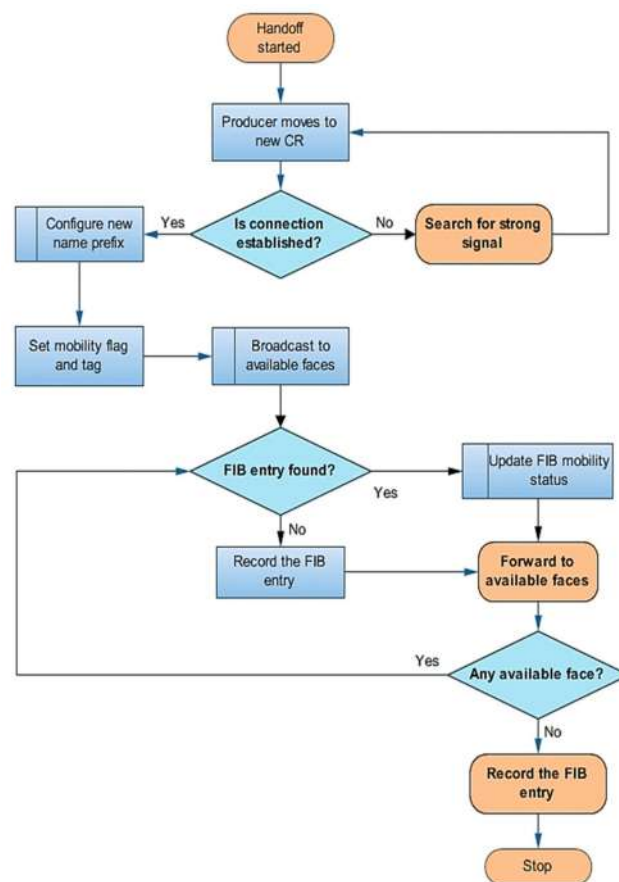 Handoff
started
Producer moves to
new CR
Is connection
established?
Yes
No
Configure new
name prefix
Search for strong
signal
Set mobility flag
and tag
Broadcast to
available faces
FIB entry found?
Yes
No
Update FIB mobility
status
Record the FIB
entry
Forward to
available faces
Any available face?
Yes
No
Record the FIB
entry
Stop